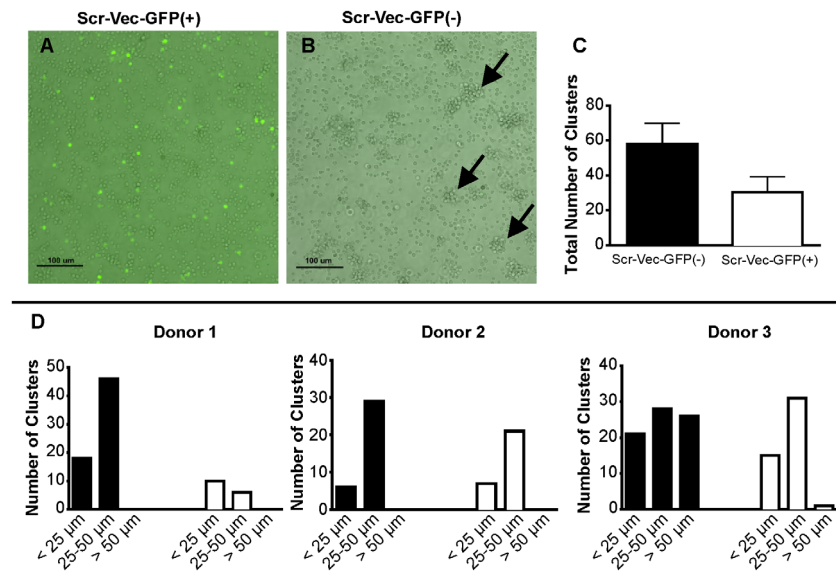 Scr-Vec-GFP(+)
Scr-Vec-GFP(-)
A
B
C
100 um
100 um
Total Number of Clusters
80
60
40
20
0
Scr-Vec-GFP(-)
Scr-Vec-GFP(+)
D
Donor 1
Donor 2
Donor 3
Number of Clusters
50
40
30
20
10
0
< 25 µm
25-50 µm
> 50 µm
< 25 µm
25-50 µm
> 50 µm
Number of Clusters
40
30
20
10
0
< 25 µm
25-50 µm
> 50 µm
< 25 µm
25-50 µm
> 50 µm
Number of Clusters
40
30
20
10
0
< 25 µm
25-50 µm
> 50 µm
< 25 µm
25-50 µm
> 50 µm